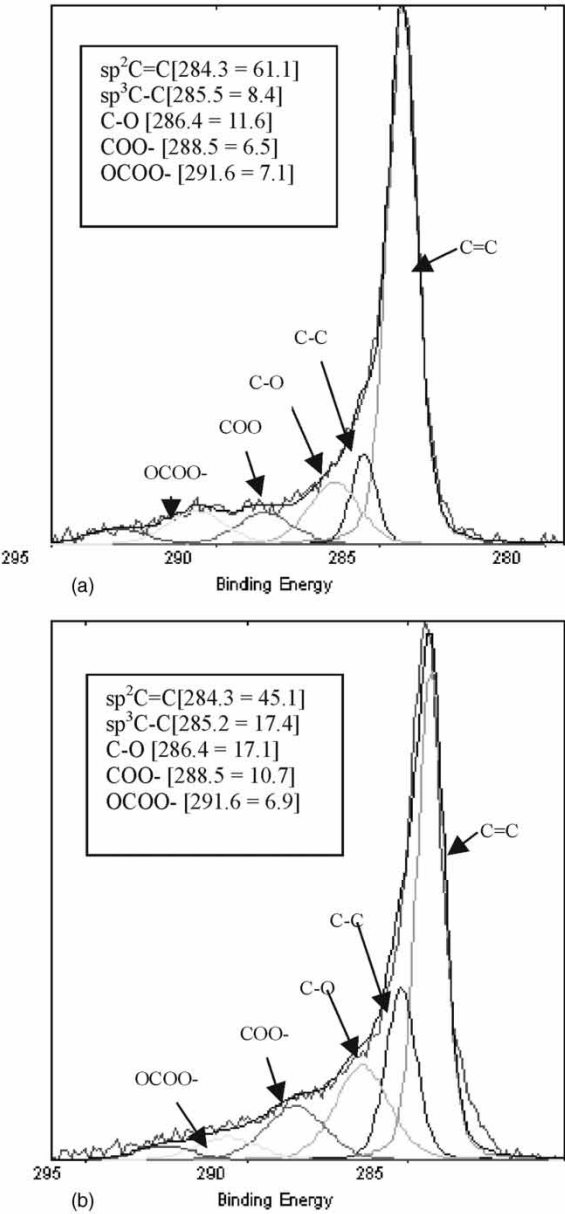 sp²C=C[284.3 = 61.1]
sp³C-C[285.5 = 8.4]
C-O [286.4 = 11.6]
COO- [288.5 = 6.5]
OCOO- [291.6 = 7.1]
C=C
C-C
C-O
COO
OCOO-
295 290 285 280
(a) Binding Energy
sp²C=C[284.3 = 45.1]
sp³C-C[285.2 = 17.4]
C-O [286.4 = 17.1]
COO- [288.5 = 10.7]
OCOO- [291.6 = 6.9]
C=C
C-C
C-O
COO-
OCOO-
295 290 285
(b) Binding Energy